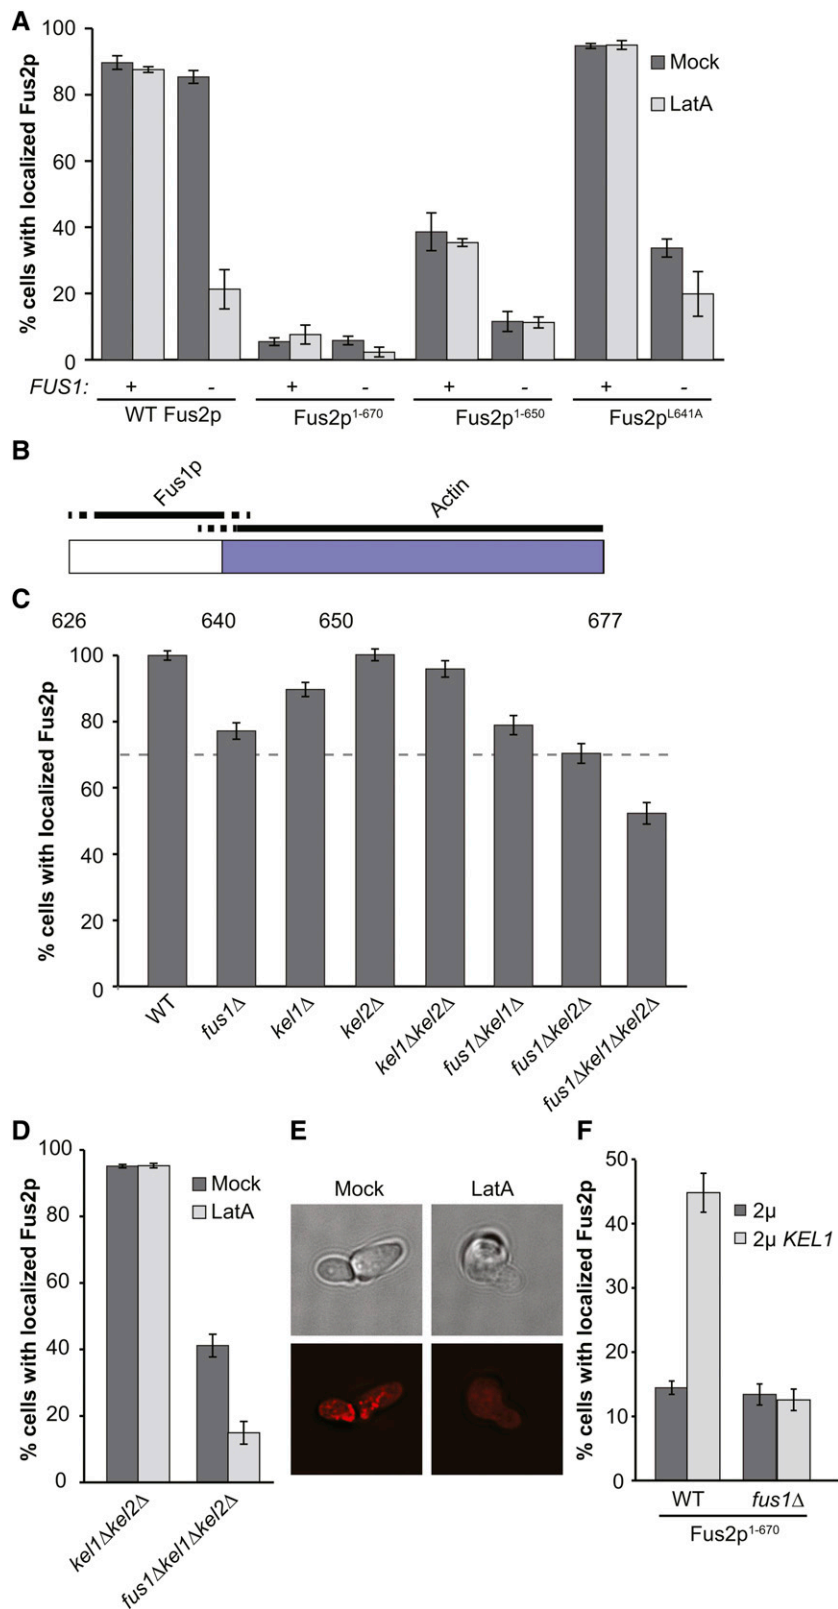 A
% cells with localized Fus2p
100
80
60
40
20
0
Mock
LatA
FUS1: + - + - + - + -
WT Fus2p Fus2p¹⁻⁶⁷⁰ Fus2p¹⁻⁶⁵⁰ Fus2p^L641A
B
Fus1p
Actin
C
626 640 650 677
% cells with localized Fus2p
100
80
60
40
20
0
WT fus1Δ kel1Δ kel2Δ kel1Δkel2Δ fus1Δkel1Δ fus1Δkel2Δ fus1Δkel1Δkel2Δ
D
% cells with localized Fus2p
100
80
60
40
20
0
Mock
LatA
kel1Δkel2Δ fus1Δkel1Δkel2Δ
E
Mock LatA
F
% cells with localized Fus2p
50
40
30
20
10
0
2μ
2μ KEL1
WT fus1Δ
Fus2p¹⁻⁶⁷⁰